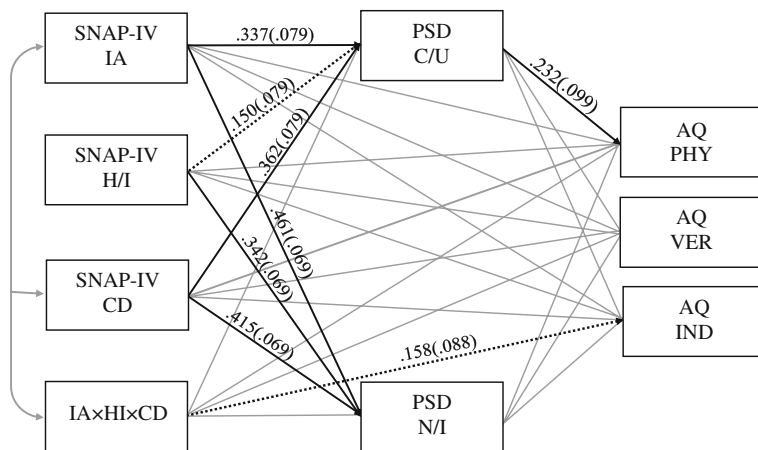 SNAP-IV
IA
SNAP-IV
H/I
SNAP-IV
CD
IA×HI×CD
.337(.079)
.150(.079)
.362(.079)
.461(.069)
.342(.069)
.415(.069)
PSD
C/U
PSD
N/I
.232(.099)
.158(.088)
AQ
PHY
AQ
VER
AQ
IND